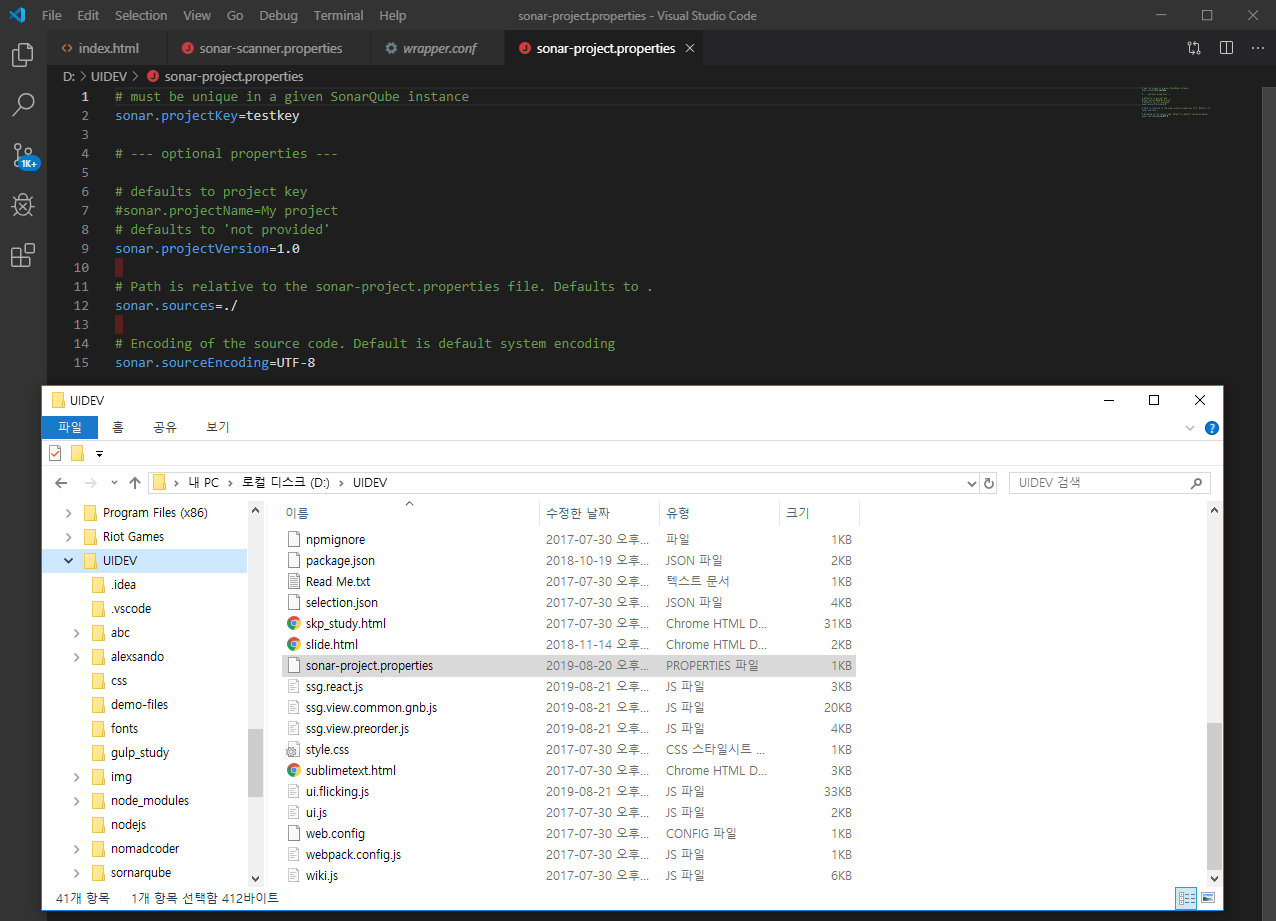 File Edit Selection View Go Debug Terminal Help sonar-project.properties - Visual Studio Code
index.html sonar-scanner.properties wrapper.conf sonar-project.properties
D: > UIDEV > sonar-project.properties
1 # must be unique in a given SonarQube instance
2 sonar.projectKey=testkey
3
4 # --- optional properties ---
5
6 # defaults to project key
7 #sonar.projectName=My project
8 # defaults to 'not provided'
9 sonar.projectVersion=1.0
10
11 # Path is relative to the sonar-project.properties file. Defaults to .
12 sonar.sources=./
13
14 # Encoding of the source code. Default is default system encoding
15 sonar.sourceEncoding=UTF-8
1K+
UIDEV
파일 홈 공유 보기
내 PC > 로컬 디스크 (D:) > UIDEV
UIDEV 검색
Program Files (x86)
Riot Games
UIDEV
.idea
.vscode
abc
alexsando
css
demo-files
fonts
gulp_study
img
node_modules
nodejs
nomadcoder
sornarqube
이름 수정한 날짜 유형 크기
npmignore 2017-07-30 오후... 파일 1KB
package.json 2018-10-19 오후... JSON 파일 2KB
Read Me.txt 2017-07-30 오후... 텍스트 문서 1KB
selection.json 2017-07-30 오후... JSON 파일 4KB
skp_study.html 2017-07-30 오후... Chrome HTML D... 31KB
slide.html 2018-11-14 오후... Chrome HTML D... 2KB
sonar-project.properties 2019-08-20 오후... PROPERTIES 파일 1KB
ssg.react.js 2019-08-21 오후... JS 파일 3KB
ssg.view.common.gnb.js 2019-08-21 오후... JS 파일 20KB
ssg.view.preorder.js 2019-08-21 오후... JS 파일 4KB
style.css 2017-07-30 오후... CSS 스타일시트 ... 1KB
sublimetext.html 2017-07-30 오후... Chrome HTML D... 3KB
ui.flicking.js 2019-08-21 오후... JS 파일 33KB
ui.js 2017-07-30 오후... JS 파일 2KB
web.config 2017-07-30 오후... CONFIG 파일 1KB
webpack.config.js 2017-07-30 오후... JS 파일 1KB
wiki.js 2017-07-30 오후... JS 파일 6KB
41개 항목 1개 항목 선택함 412바이트